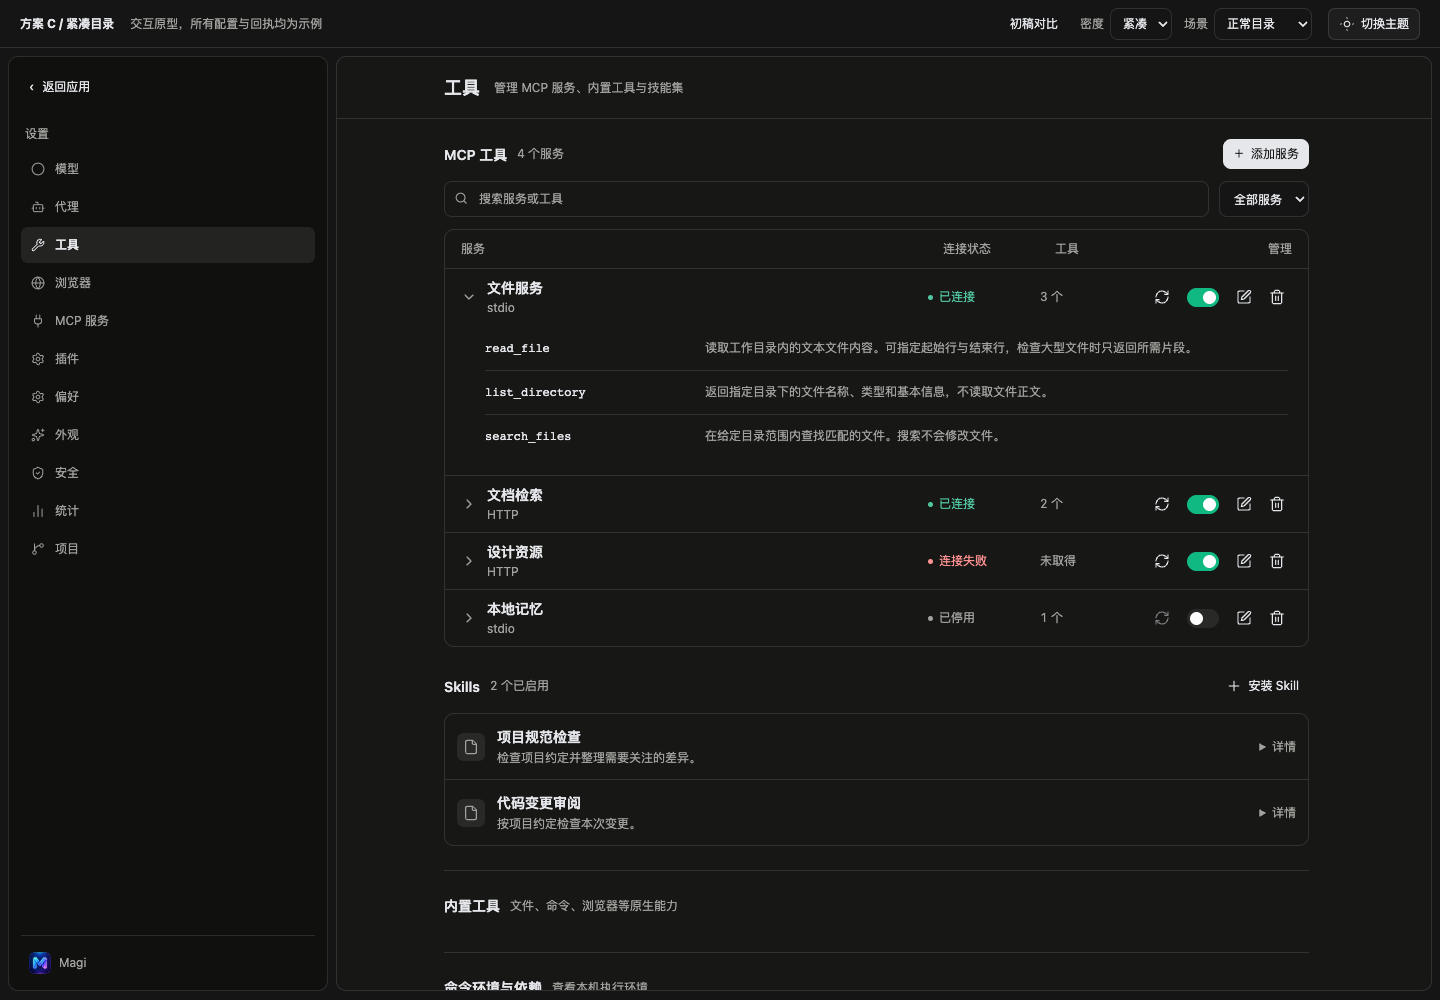 方案 C / 紧凑目录 交互原型，所有配置与回执均为示例 初稿对比 密度 紧凑 场景 正常目录 切换主题
返回应用
设置
模型
代理
工具
浏览器
MCP 服务
插件
偏好
外观
安全
统计
项目
Magi
工具 管理 MCP 服务、内置工具与技能集
MCP 工具 4 个服务 添加服务
搜索服务或工具 全部服务
服务 连接状态 工具 管理
文件服务 已连接 3 个
stdio
read_file 读取工作目录内的文本文件内容。可指定起始行与结束行，检查大型文件时只返回所需片段。
list_directory 返回指定目录下的文件名称、类型和基本信息，不读取文件正文。
search_files 在给定目录范围内查找匹配的文件。搜索不会修改文件。
文档检索 已连接 2 个
HTTP
设计资源 连接失败 未取得
HTTP
本地记忆 已停用 1 个
stdio
Skills 2 个已启用 安装 Skill
项目规范检查 详情
检查项目约定并整理需要关注的差异。
代码变更审阅 详情
按项目约定检查本次变更。
内置工具 文件、命令、浏览器等原生能力
命令环境与依赖 查看本机执行环境